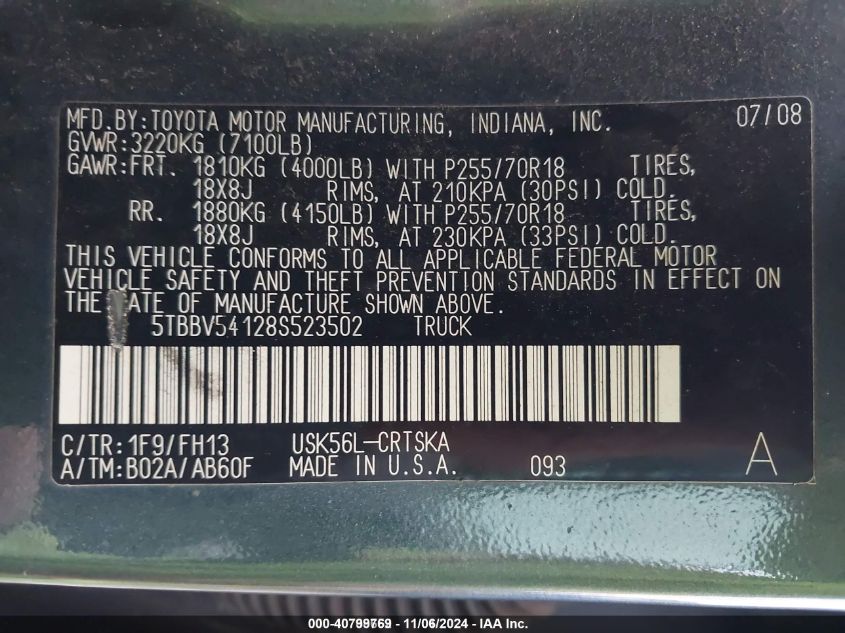 MFD.BY:TOYOTA MOTOR MANUFACTURING, INDIANA, INC. 07/08
GVWR:3220KG (7100LB)
GAWR:FRT. 1810KG (4000LB) WITH P255/70R18 TIRES,
18X8J RIMS, AT 210KPA (30PSI) COLD.
RR. 1880KG (4150LB) WITH P255/70R18 TIRES,
18X8J RIMS, AT 230KPA (33PSI) COLD.
THIS VEHICLE CONFORMS TO ALL APPLICABLE FEDERAL MOTOR
VEHICLE SAFETY AND THEFT PREVENTION STANDARDS IN EFFECT ON
THE DATE OF MANUFACTURE SHOWN ABOVE.
5TBBV54128S523502 TRUCK
C/TR:1F9/FH13 USK56L-CRTSKA
A/TM:B02A/AB60F MADE IN U.S.A. 093 A
000-40799769 - 11/06/2024 - IAA Inc.